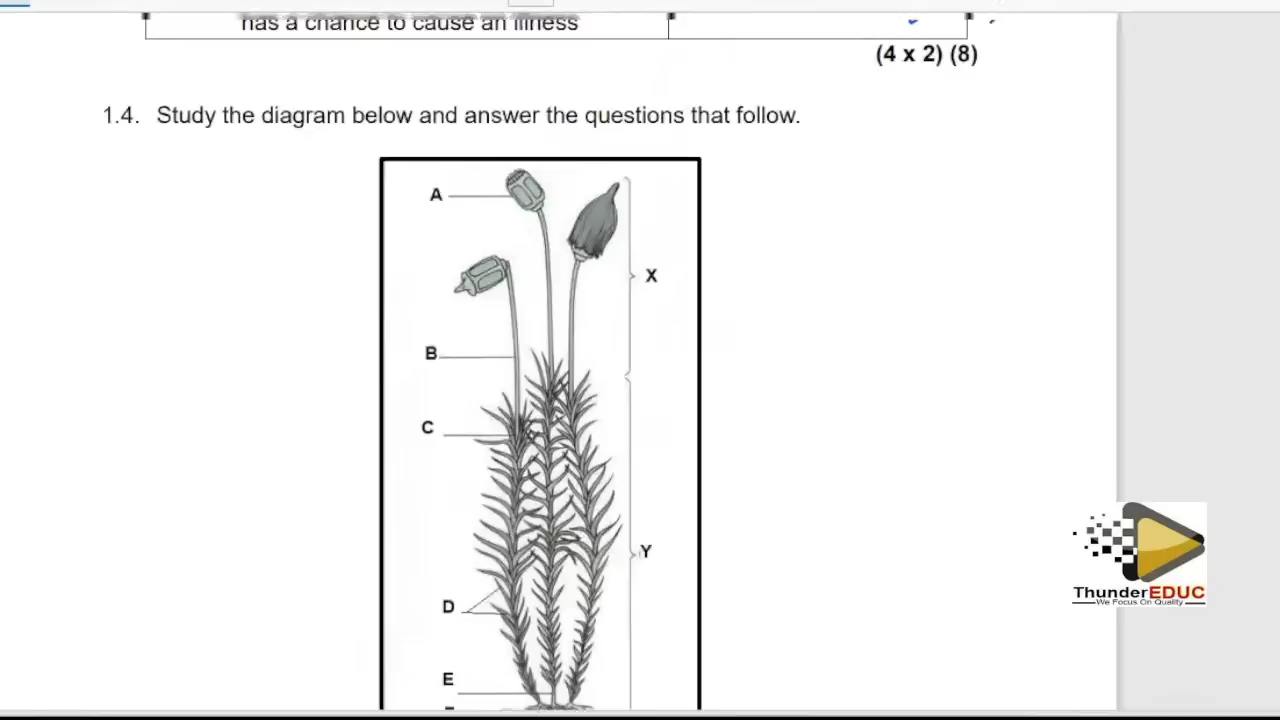 has a chance to cause an illness
(4 x 2) (8)
1.4. Study the diagram below and answer the questions that follow.
A
X
B
C
Y
D
E
ThunderEDUC
We Focus On Quality